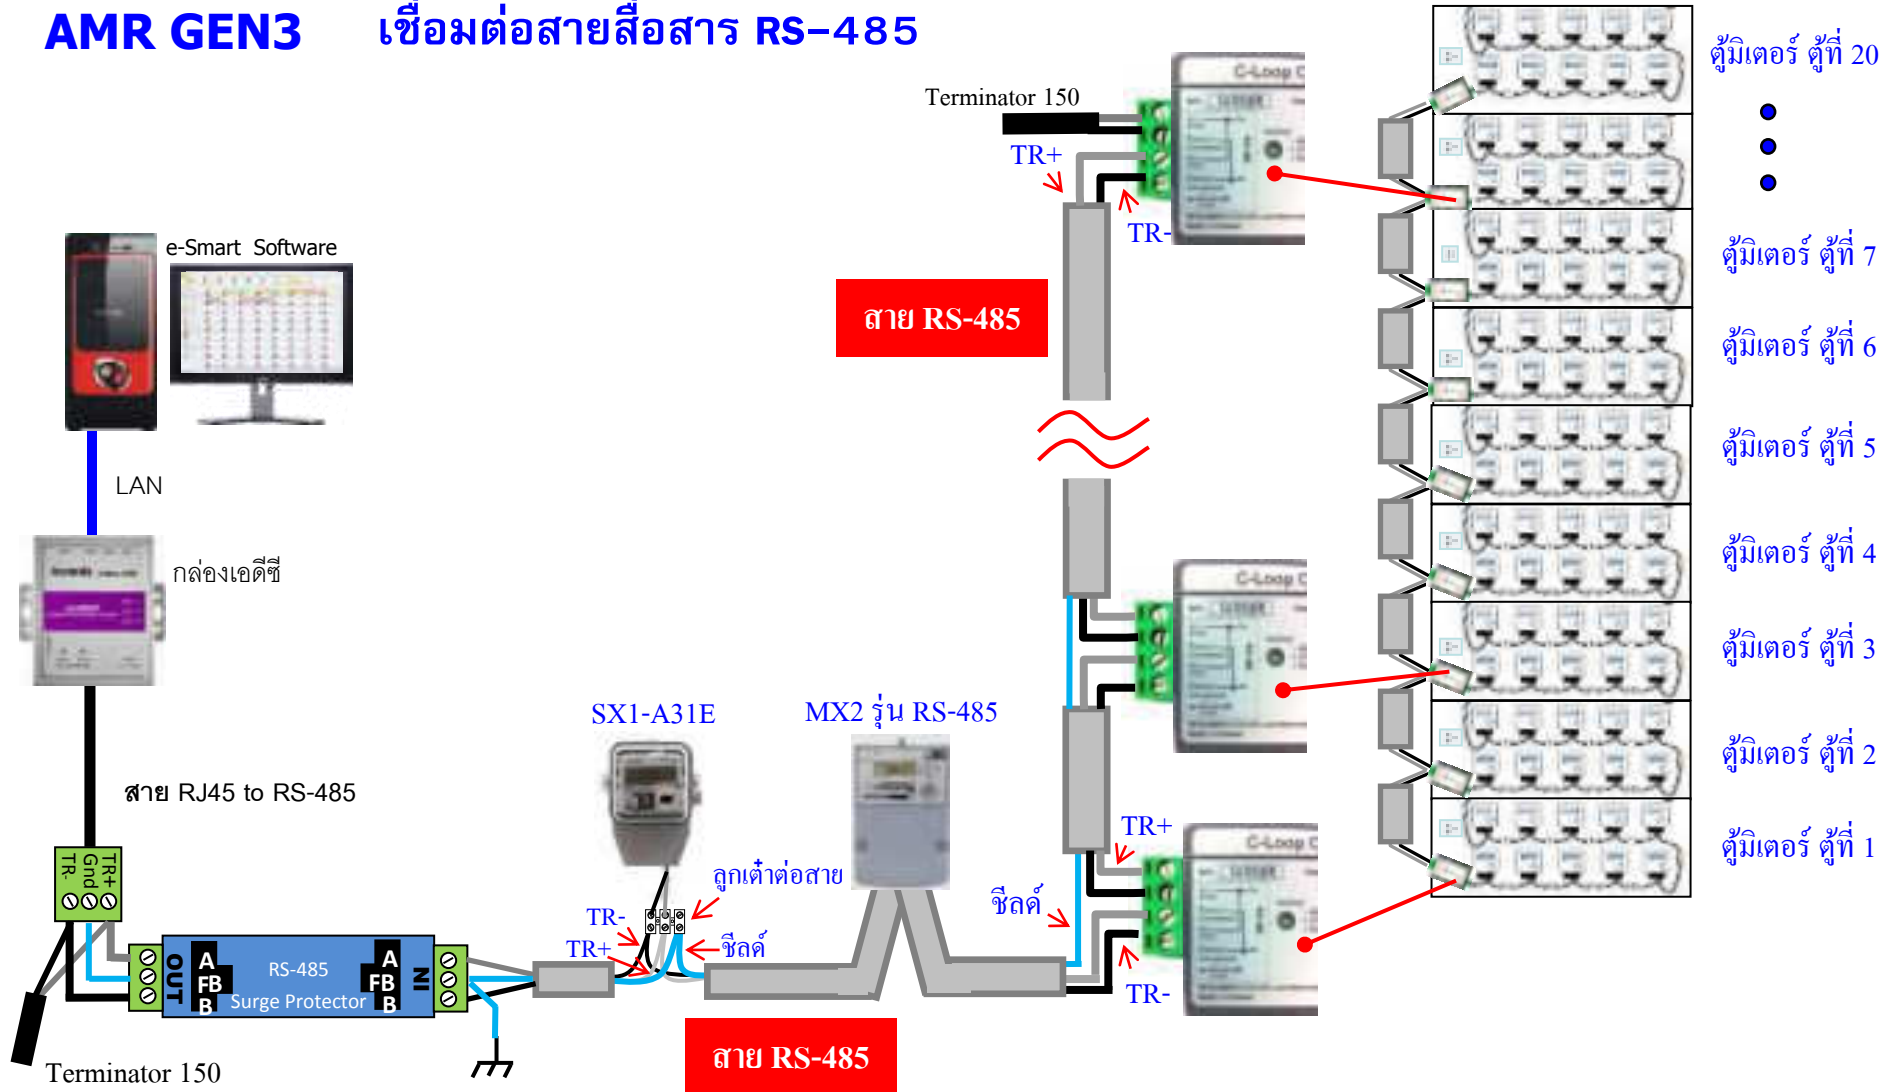 AMR GEN3 เชื่อมต่อสายสื่อสาร RS-485
ตู้มิเตอร์ ตู้ที่ 20
C-Loop C
Terminator 150
TR+
TR-
ตู้มิเตอร์ ตู้ที่ 7
e-Smart Software
สาย RS-485
ตู้มิเตอร์ ตู้ที่ 6
ตู้มิเตอร์ ตู้ที่ 5
LAN
กล่องเอดีซี
ตู้มิเตอร์ ตู้ที่ 4
C-Loop C
ตู้มิเตอร์ ตู้ที่ 3
SX1-A31E
MX2 รุ่น RS-485
ตู้มิเตอร์ ตู้ที่ 2
สาย RJ45 to RS-485
TR+
C-Loop C
ตู้มิเตอร์ ตู้ที่ 1
TR-
Gnd
TR+
ลูกเต๋าต่อสาย
TR-
TR+
ชีลด์
ชีลด์
TR-
OUT
A
FB
B
RS-485
Surge Protector
A
FB
B
IN
สาย RS-485
Terminator 150